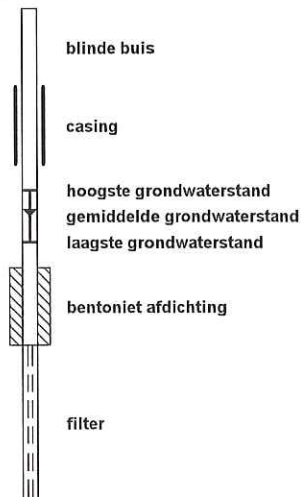 blinde buis
casing
hoogste grondwaterstand
gemiddelde grondwaterstand
laagste grondwaterstand
bentoniet afdichting
filter